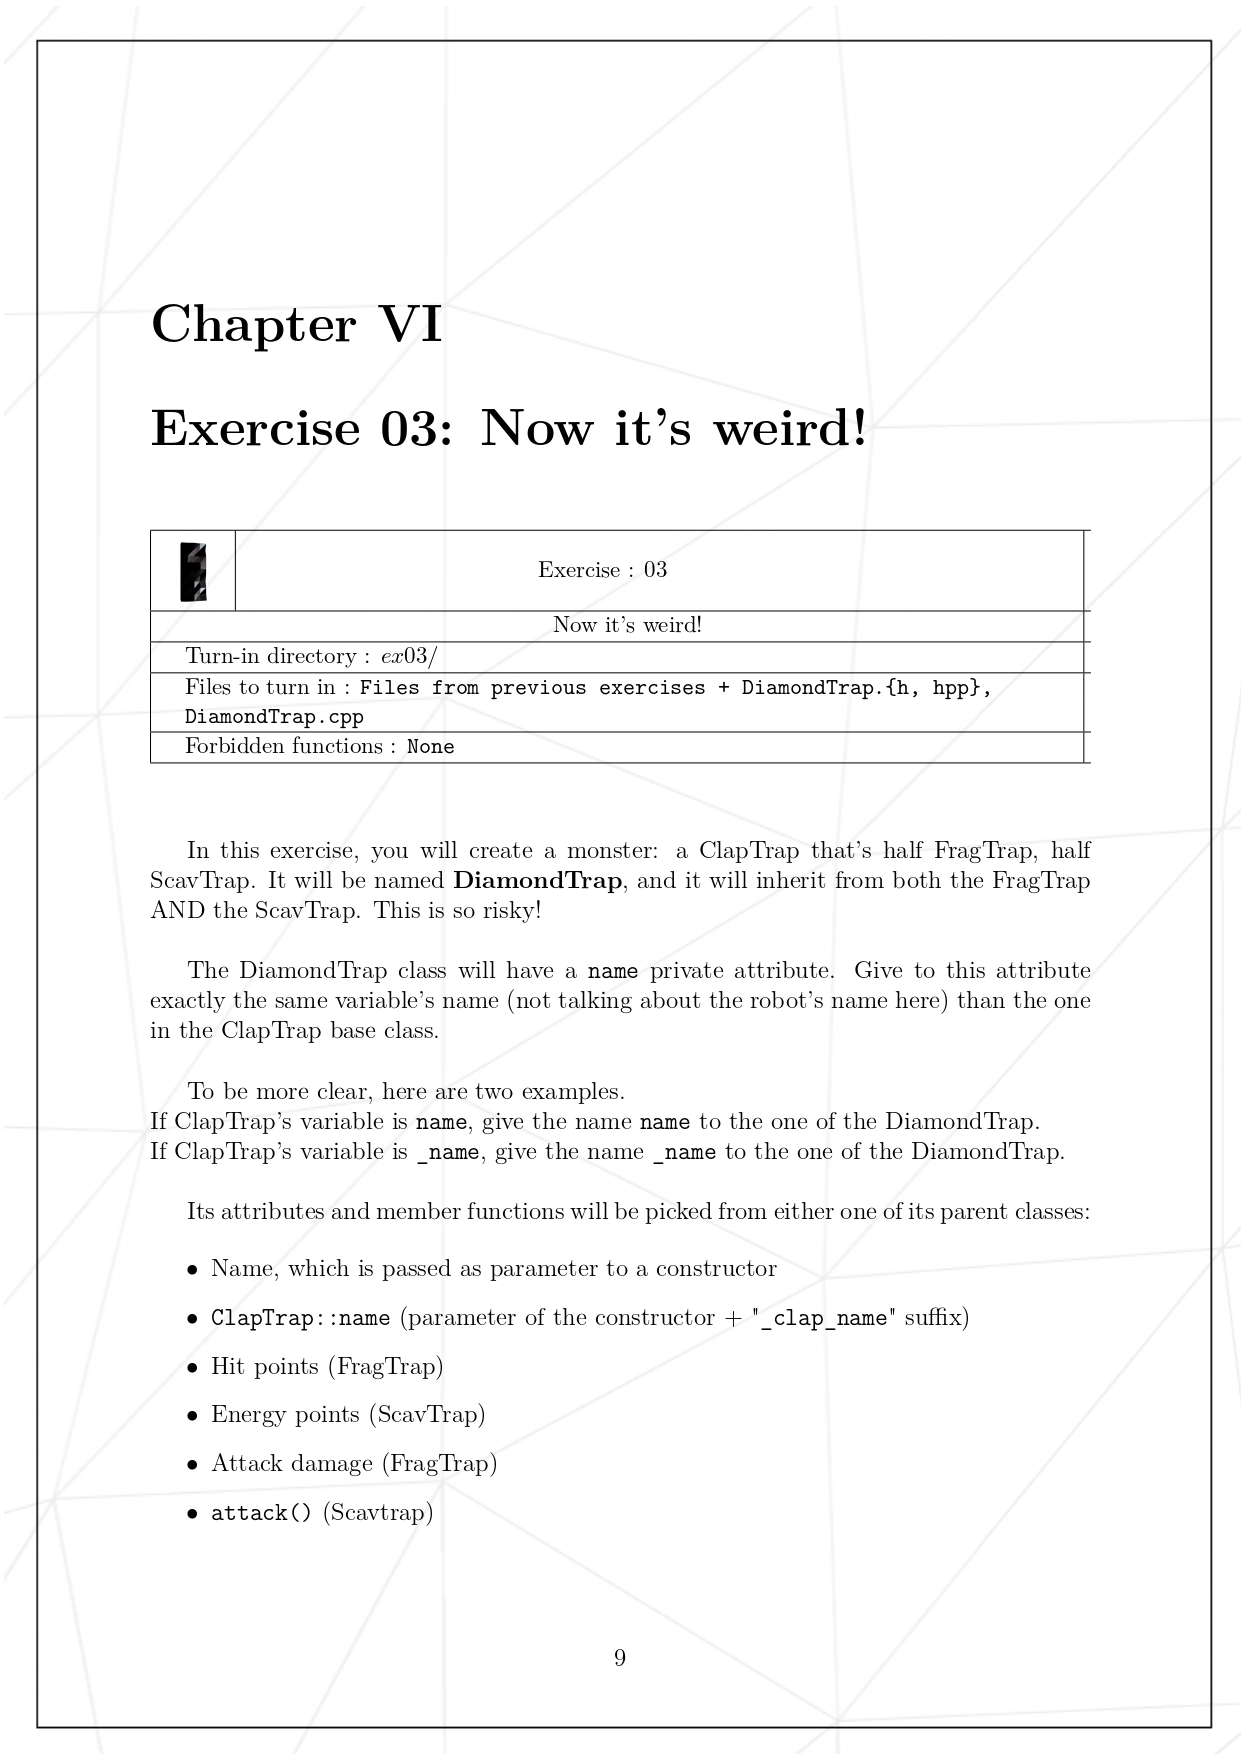 Chapter VI
Exercise 03: Now it's weird!
Exercise : 03
Now it's weird!
Turn-in directory : ex03/
Files to turn in : Files from previous exercises + DiamondTrap.{h, hpp},
DiamondTrap.cpp
Forbidden functions : None
In this exercise, you will create a monster: a ClapTrap that's half FragTrap, half
ScavTrap. It will be named DiamondTrap, and it will inherit from both the FragTrap
AND the ScavTrap. This is so risky!
The DiamondTrap class will have a name private attribute. Give to this attribute
exactly the same variable's name (not talking about the robot's name here) than the one
in the ClapTrap base class.
To be more clear, here are two examples.
If ClapTrap's variable is name, give the name name to the one of the DiamondTrap.
If ClapTrap's variable is _name, give the name _name to the one of the DiamondTrap.
Its attributes and member functions will be picked from either one of its parent classes:
• Name, which is passed as parameter to a constructor
• ClapTrap::name (parameter of the constructor + "_clap_name" suffix)
• Hit points (FragTrap)
• Energy points (ScavTrap)
• Attack damage (FragTrap)
• attack() (Scavtrap)
9